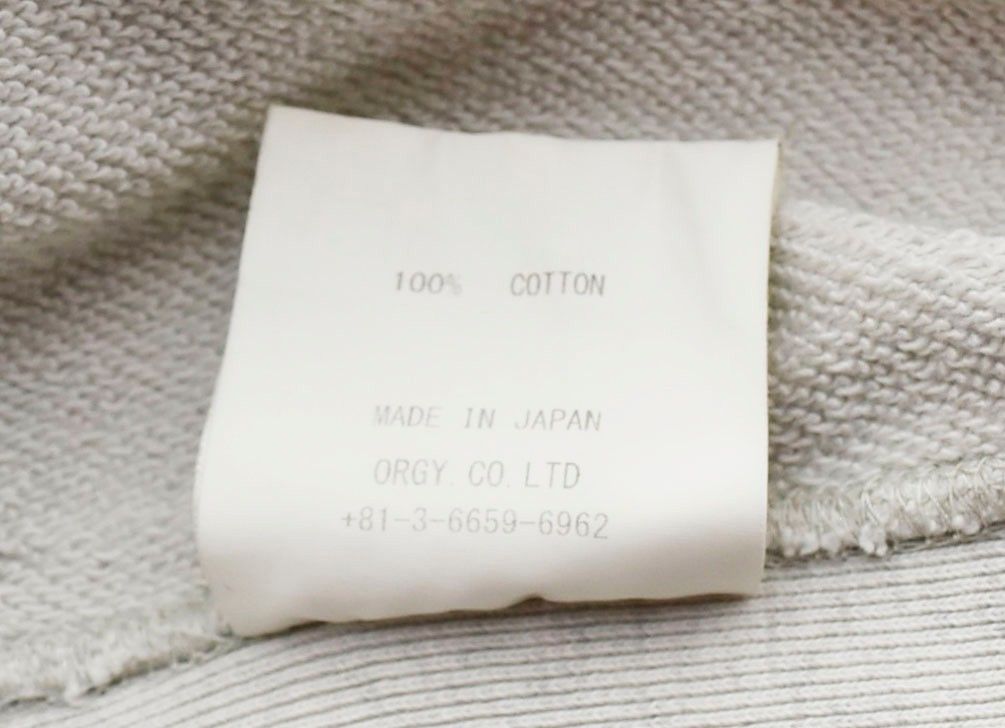 100% COTTON
MADE IN JAPAN
ORGY.CO.LTD
+81-3-6659-6962